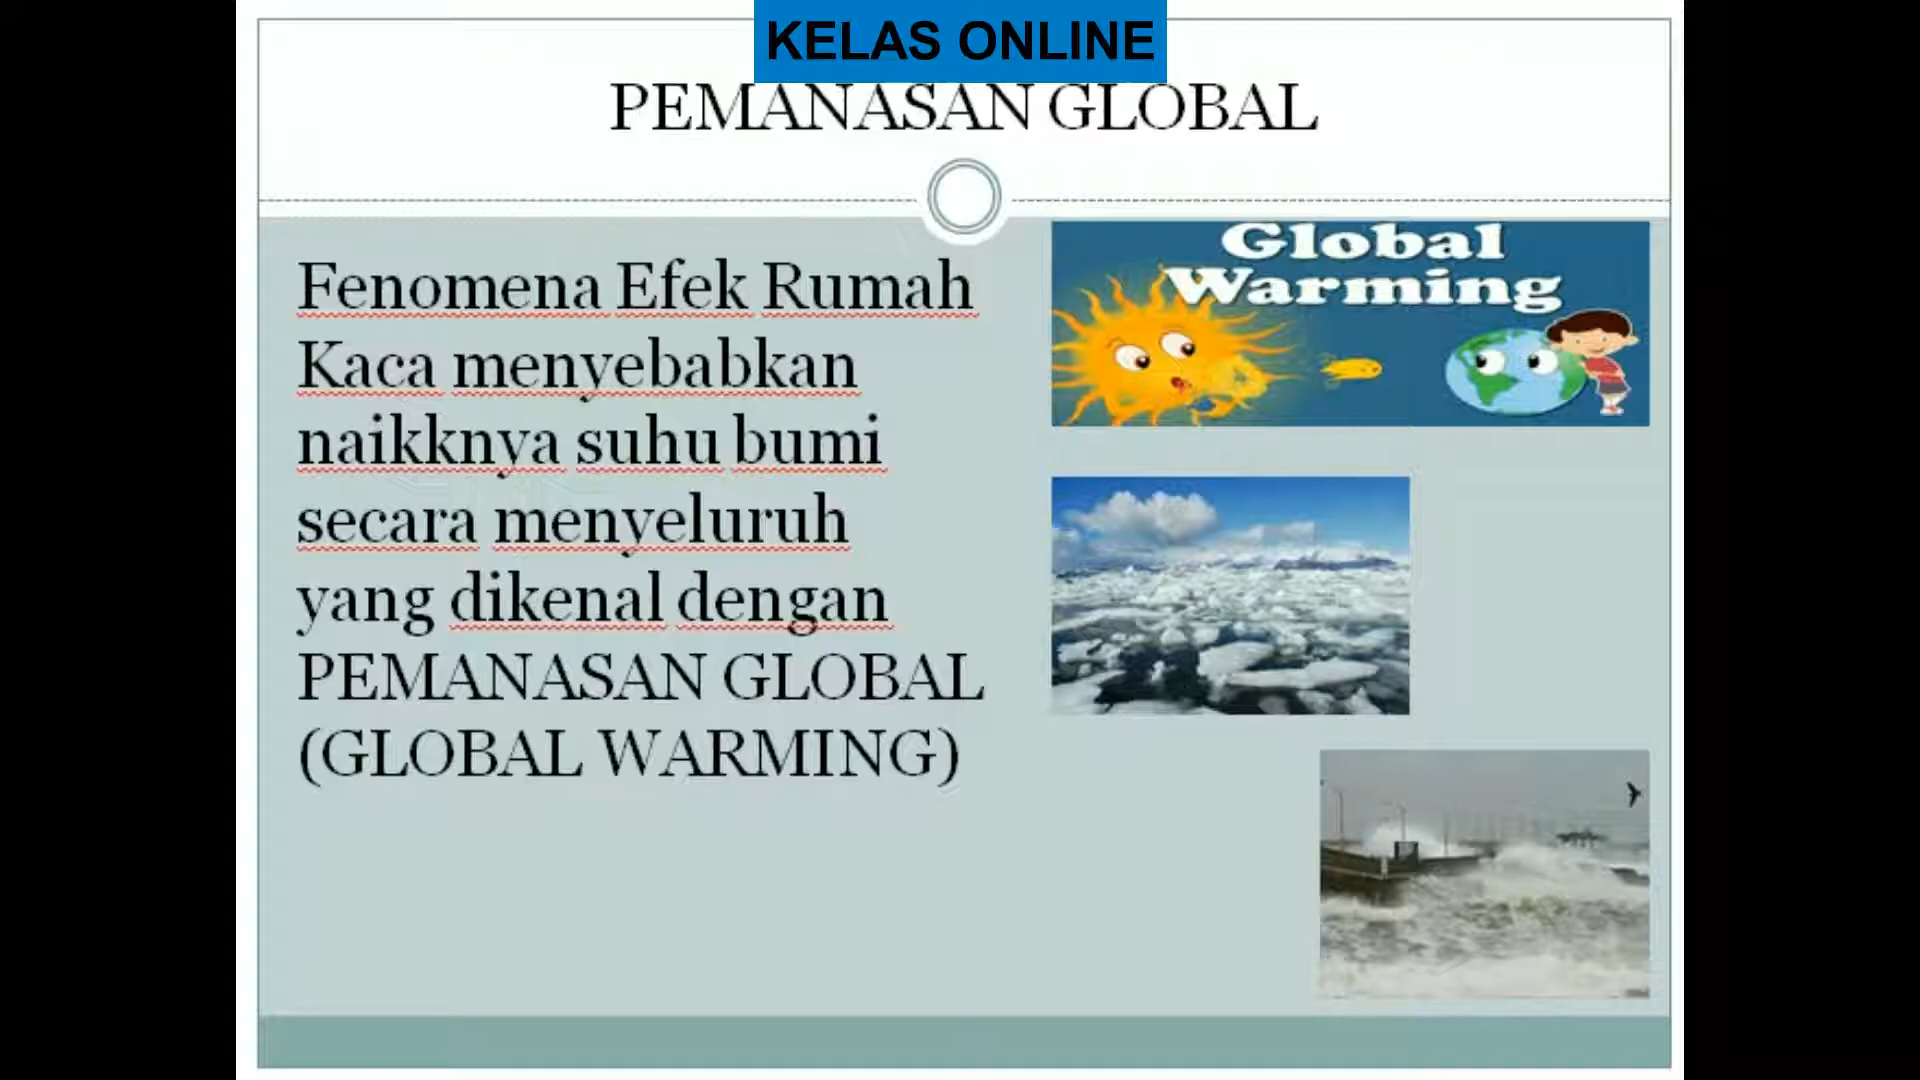 KELAS ONLINE
PEMANASAN GLOBAL
Fenomena Efek Rumah
Kaca menyebabkan
naikknya suhu bumi
secara menyeluruh
yang dikenal dengan
PEMANASAN GLOBAL
(GLOBAL WARMING)
Global
Warming